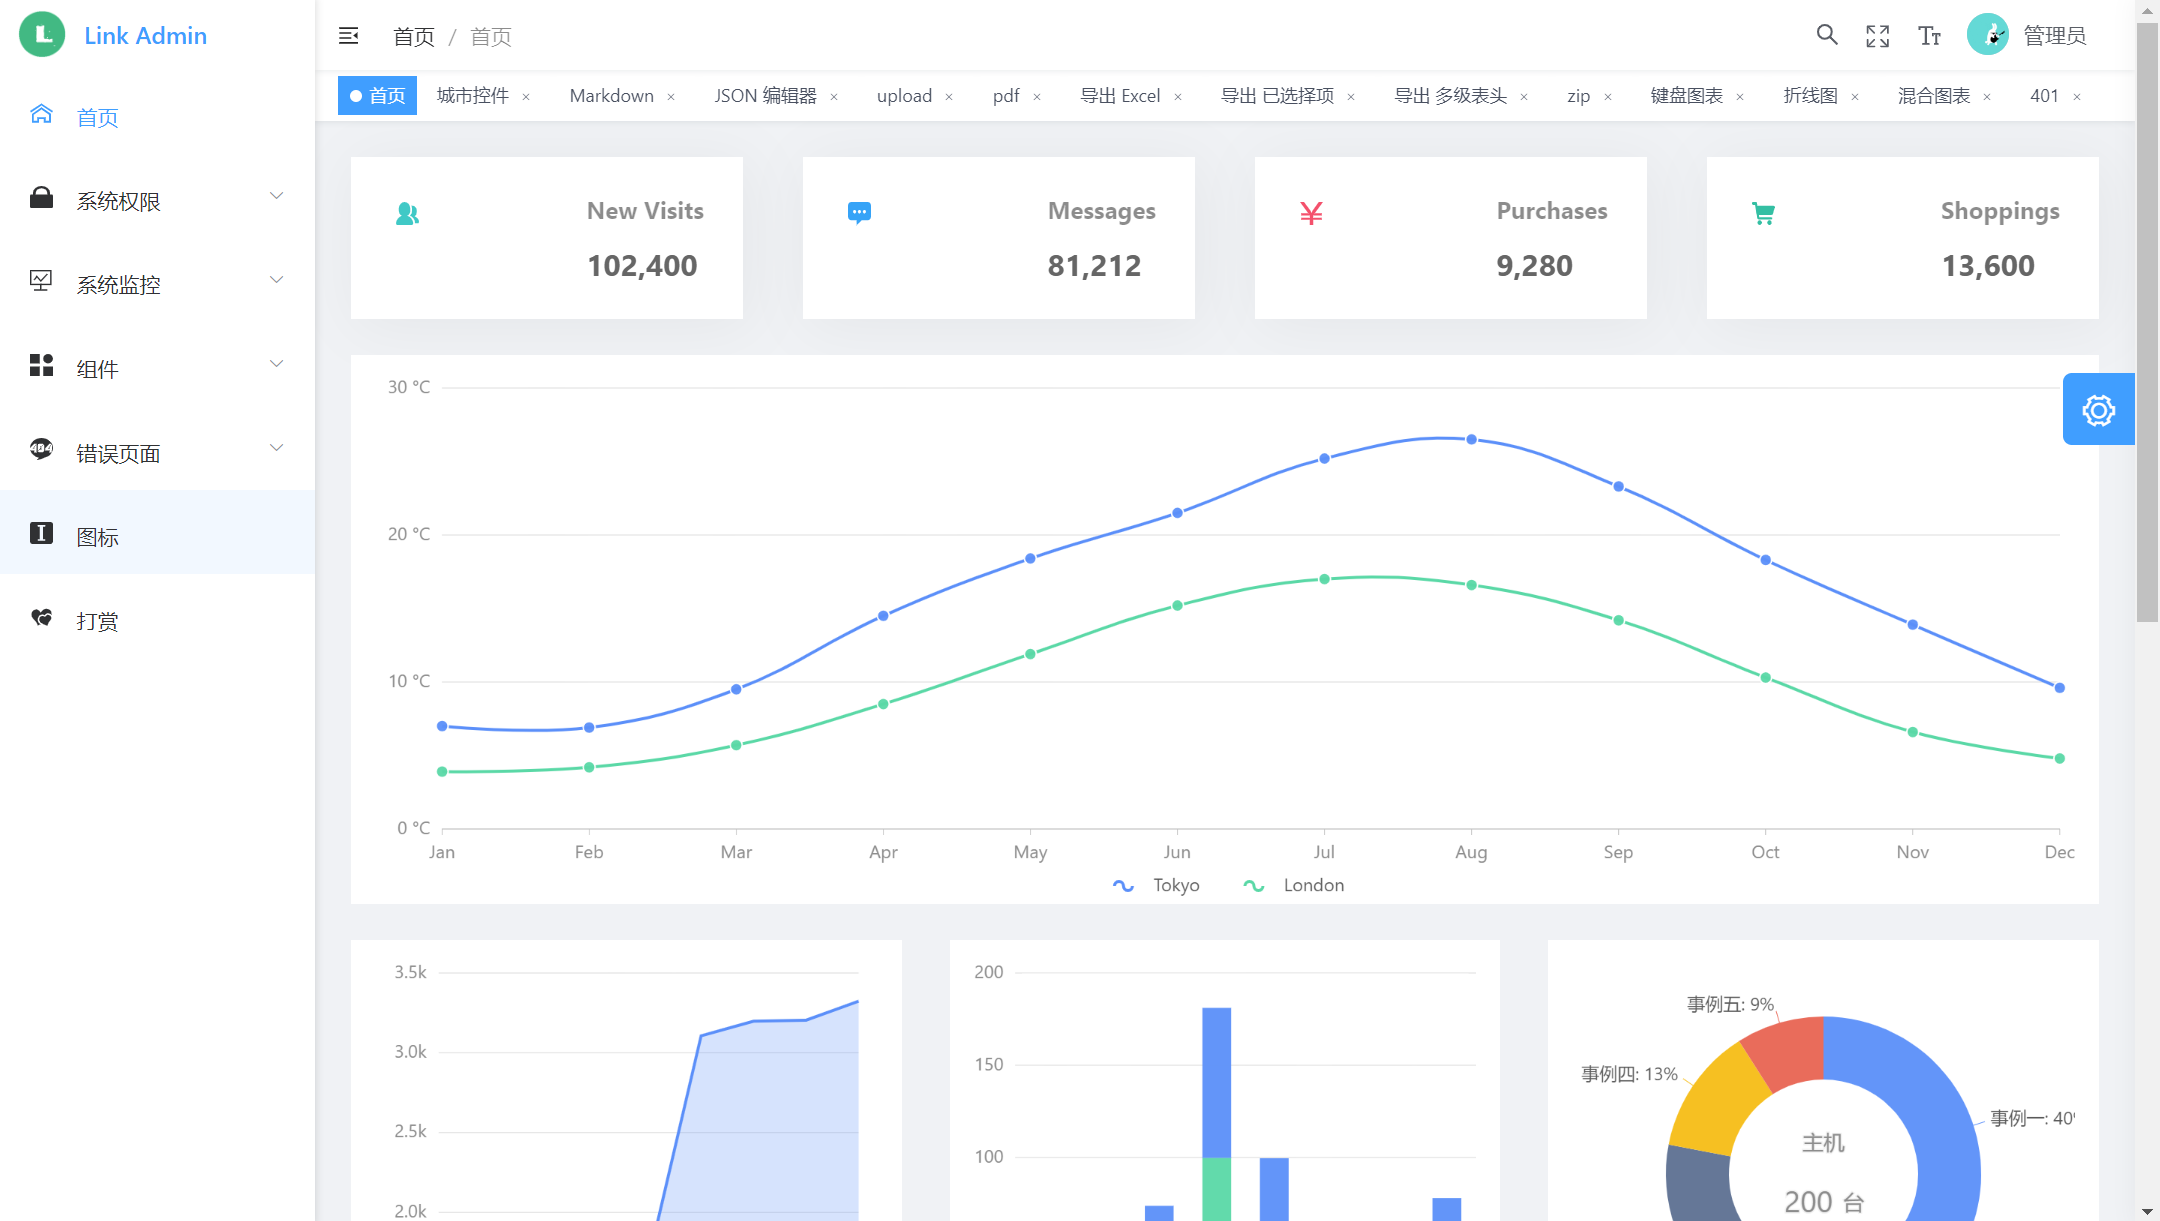 Link Admin
首页
系统权限
系统监控
组件
错误页面
图标
打赏
首页 / 首页
管理员
首页 城市控件 × Markdown × JSON 编辑器 × upload × pdf × 导出 Excel × 导出 已选择项 × 导出 多级表头 × zip × 键盘图表 × 折线图 × 混合图表 × 401 ×
New Visits
102,400
Messages
81,212
Purchases
9,280
Shoppings
13,600
30 °C
20 °C
10 °C
0 °C
Jan Feb Mar Apr May Jun Jul Aug Sep Oct Nov Dec
Tokyo London
3.5k
3.0k
2.5k
2.0k
200
150
100
事例五: 9%
事例四: 13%
事例一: 40
主机
200 台